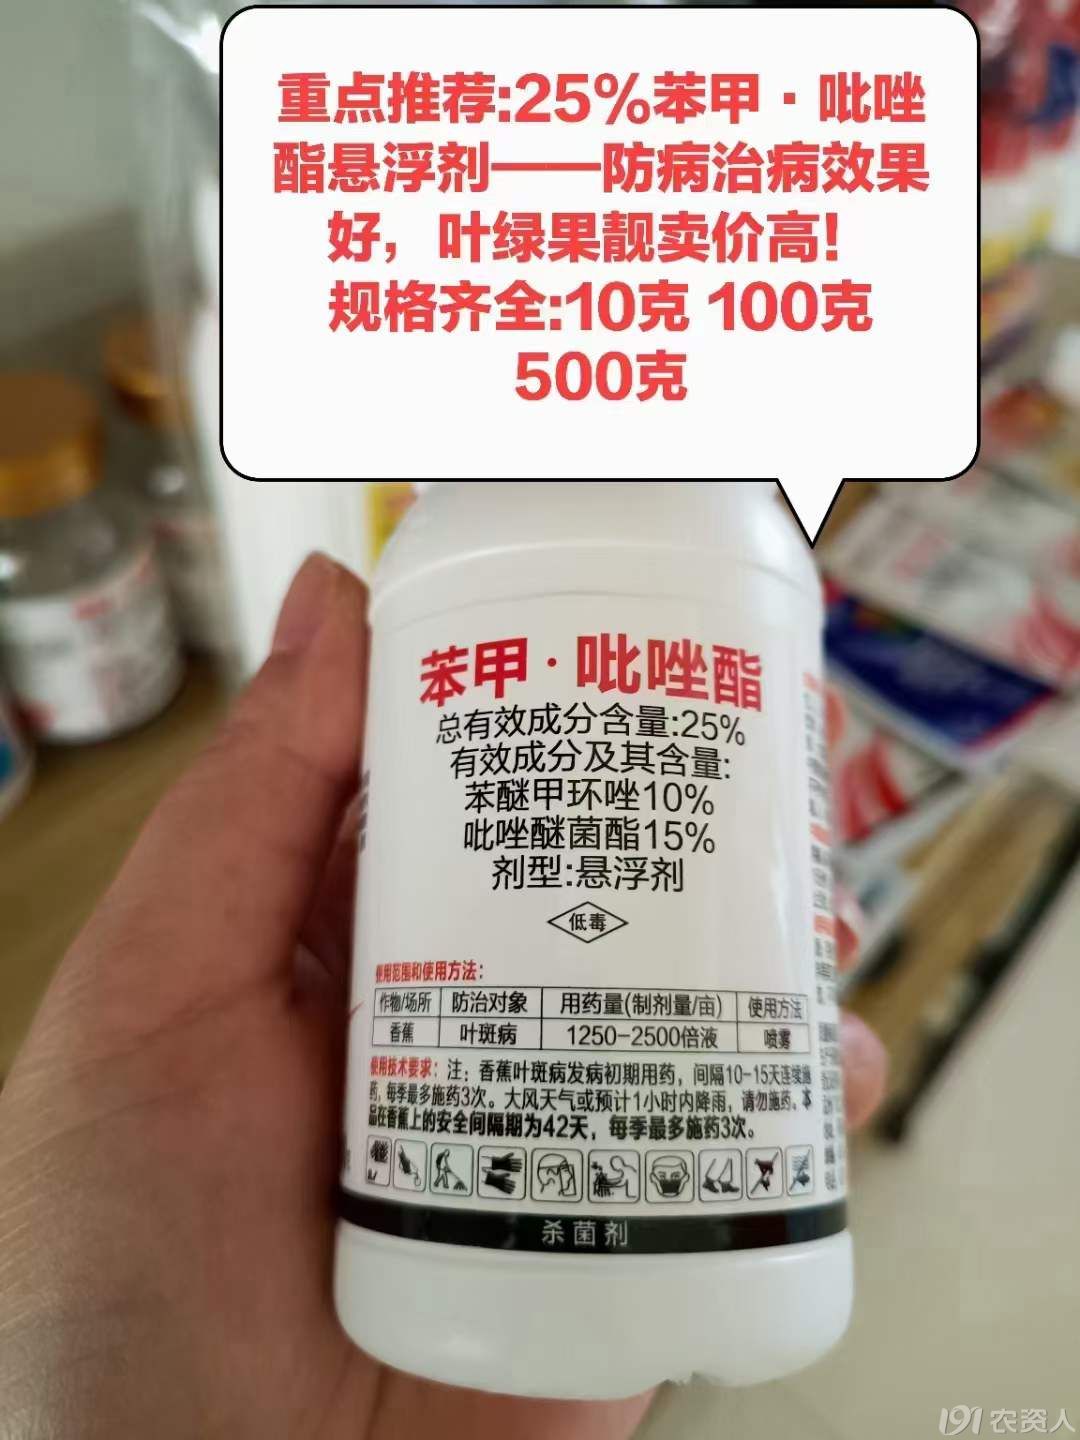 重点推荐:25%苯甲·吡唑
酯悬浮剂——防病治病效果
好，叶绿果靓卖价高！
规格齐全:10克 100克
500克
苯甲·吡唑酯
总有效成分含量:25%
有效成分及其含量:
苯醚甲环唑10%
吡唑醚菌酯15%
剂型:悬浮剂
低毒
使用范围和使用方法:
作物/场所 防治对象 用药量(制剂量/亩) 使用方法
香蕉 叶斑病 1250-2500倍液 喷雾
使用技术要求: 注: 香蕉叶斑病发病初期用药，间隔10-15天连续施
药，每季最多施药3次。大风天气或预计1小时内降雨，请勿施药。本
品在香蕉上的安全间隔期为42天，每季最多施药3次。
杀菌剂
191农资人